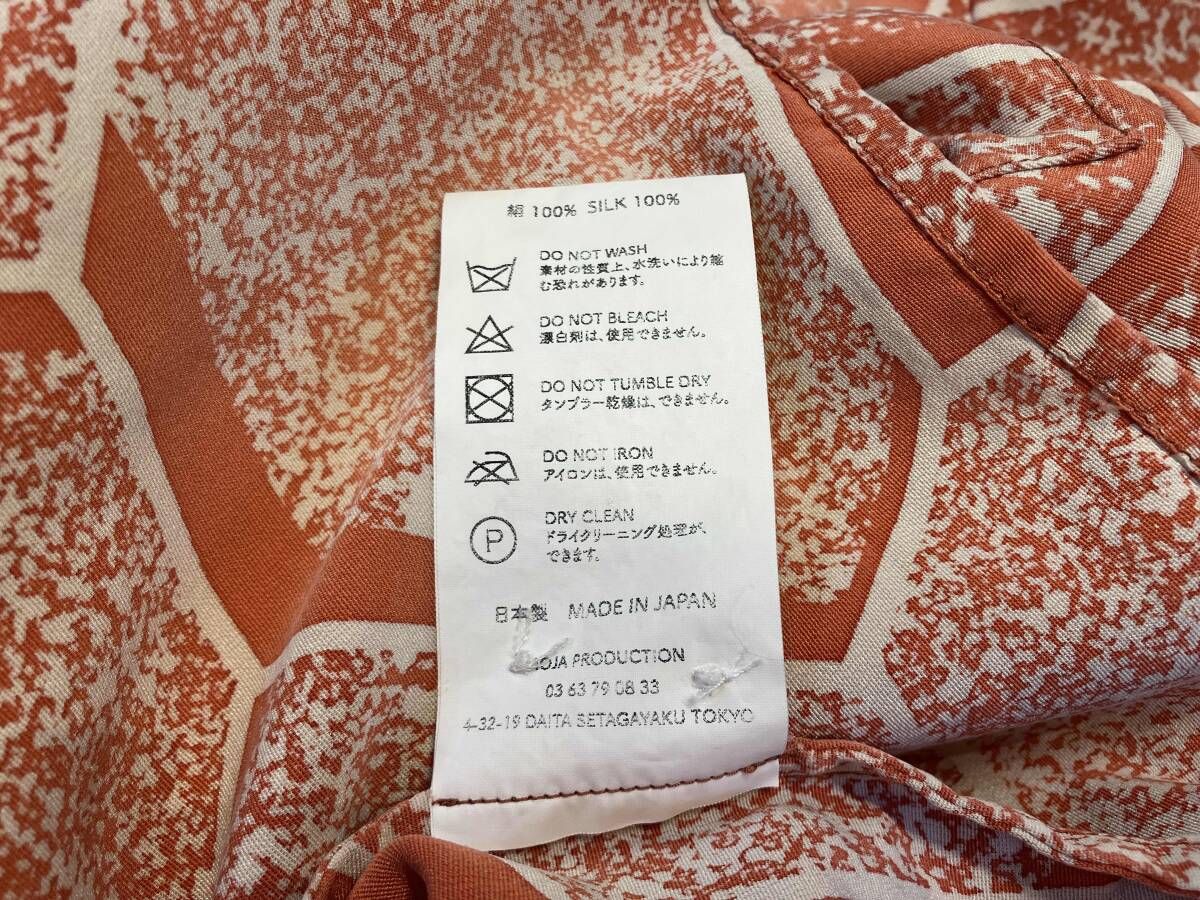 絹 100% SILK 100%
DO NOT WASH
素材の性質上、水洗いにより縮
む恐れがあります。
DO NOT BLEACH
漂白剤は、使用できません。
DO NOT TUMBLE DRY
タンブラー乾燥は、できません。
DO NOT IRON
アイロンは、使用できません。
P
DRY CLEAN
ドライクリーニング処理が、
できます。
日本製 MADE IN JAPAN
PRODUCTION
03 63 79 08 33
4-32-19 DAITA SETAGAYAKU TOKYO